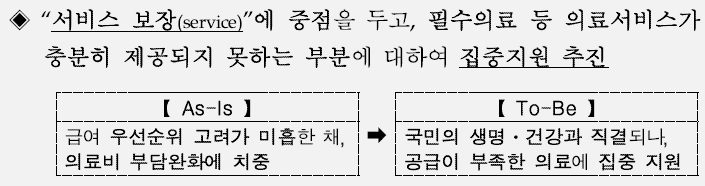 ◈ “서비스 보장(service)”에 중점을 두고, 필수의료 등 의료서비스가
충분히 제공되지 못하는 부분에 대하여 집중지원 추진
【 As-Is 】
급여 우선순위 고려가 미흡한 채,
의료비 부담완화에 치중
➡
【 To-Be 】
국민의 생명・건강과 직결되나,
공급이 부족한 의료에 집중 지원